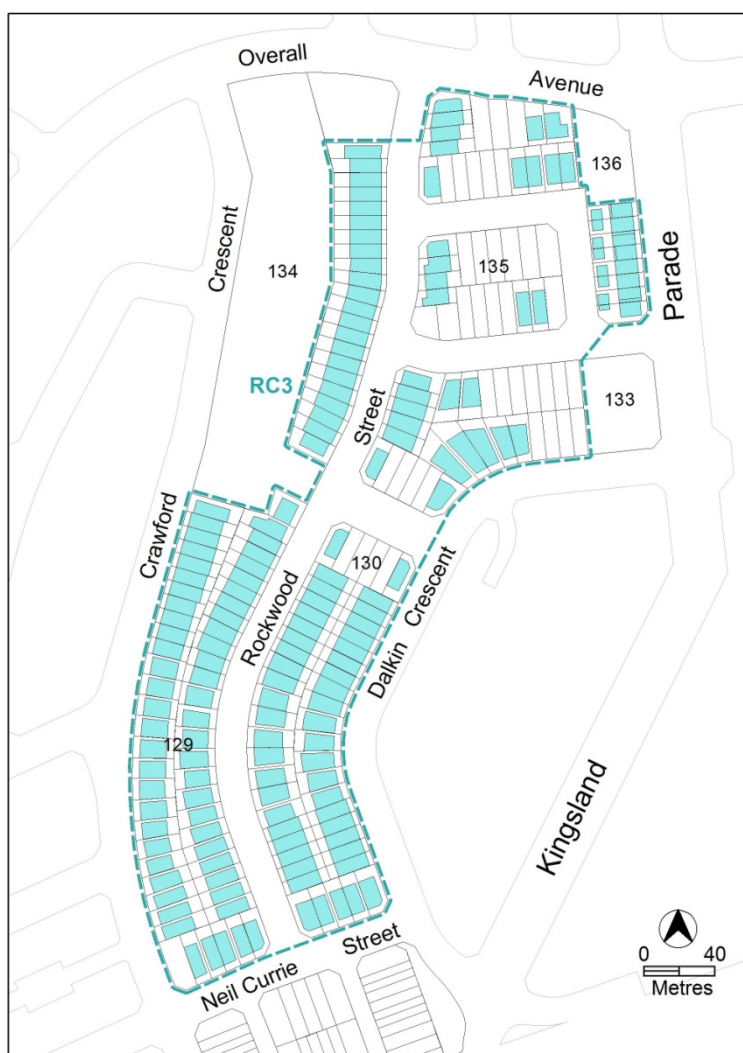 Overall
Avenue
136
Crescent
134
135
Parade
RC3
Street
133
Crawford
130
Crescent
Rockwood
Dalkin
129
Kingsland
Street
Neil Currie
0 40
Metres